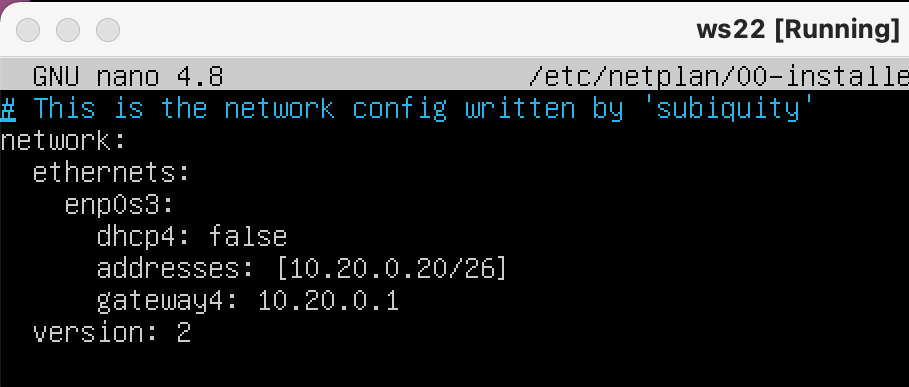 ws22 [Running]
GNU nano 4.8 /etc/netplan/00-installe
# This is the network config written by 'subiquity'
network:
  ethernets:
    enp0s3:
      dhcp4: false
      addresses: [10.20.0.20/26]
      gateway4: 10.20.0.1
  version: 2